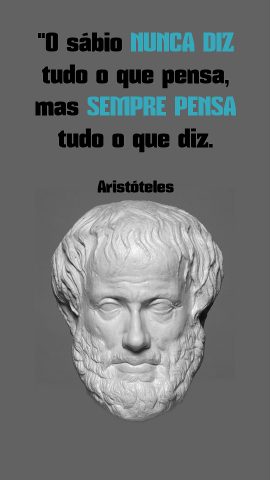 "O sábio NUNCA DIZ
tudo o que pensa,
mas SEMPRE PENSA
tudo o que diz.
Aristóteles